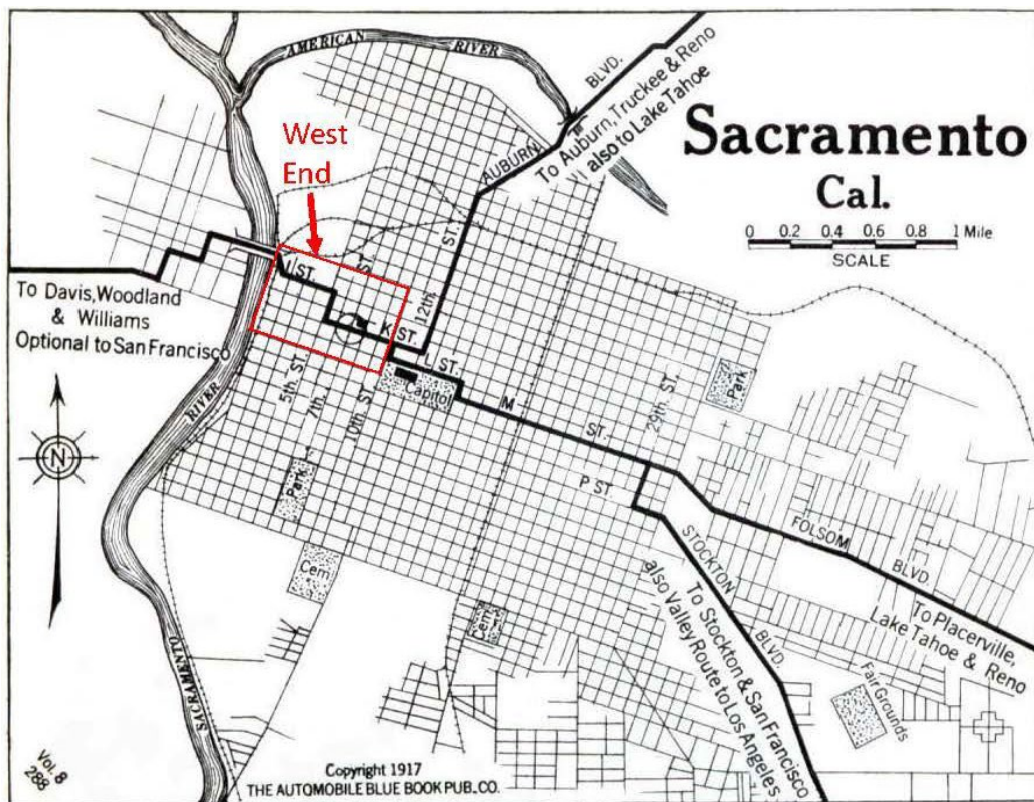 AMERICAN RIVER
Sacramento
Cal.
0 0.2 0.4 0.6 0.8 1 Mile
SCALE
West
End
AUBURN BLVD.
To Auburn, Truckee & Reno
also to Lake Tahoe
I ST.
ST.
12th. ST.
K ST.
L ST.
To Davis, Woodland
& Williams
Optional to San Francisco
Capitol
5th. ST.
7th.
10th ST.
M ST.
29th. ST.
Park
RIVER
N
Park
P ST.
FOLSOM BLVD.
STOCKTON BLVD.
To Placerville,
Lake Tahoe & Reno
To Stockton & San Francisco
also Valley Route to Los Angeles
Cem
Cem
Fair Grounds
SACRAMENTO
Vol. 8
288
Copyright 1917
THE AUTOMOBILE BLUE BOOK PUB. CO.